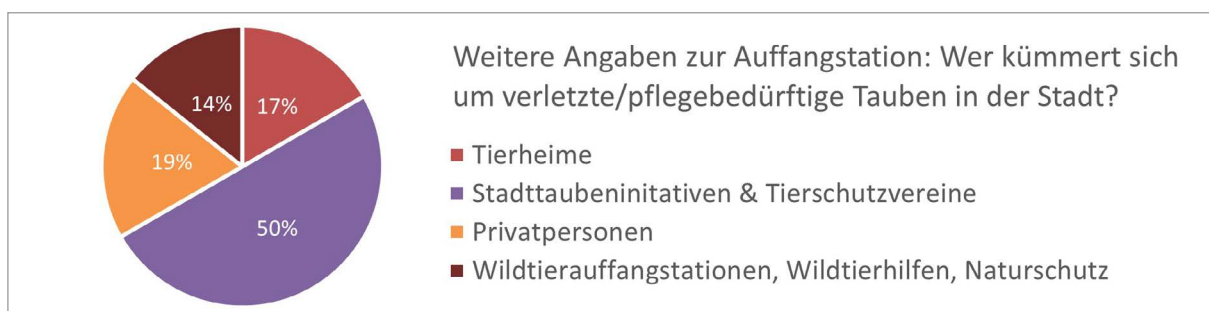 Weitere Angaben zur Auffangstation: Wer kümmert sich
um verletzte/pflegebedürftige Tauben in der Stadt?
14%
17%
19%
50%
Tierheime
Stadttaubeninitativen & Tierschutzvereine
Privatpersonen
Wildtierauffangstationen, Wildtierhilfen, Naturschutz